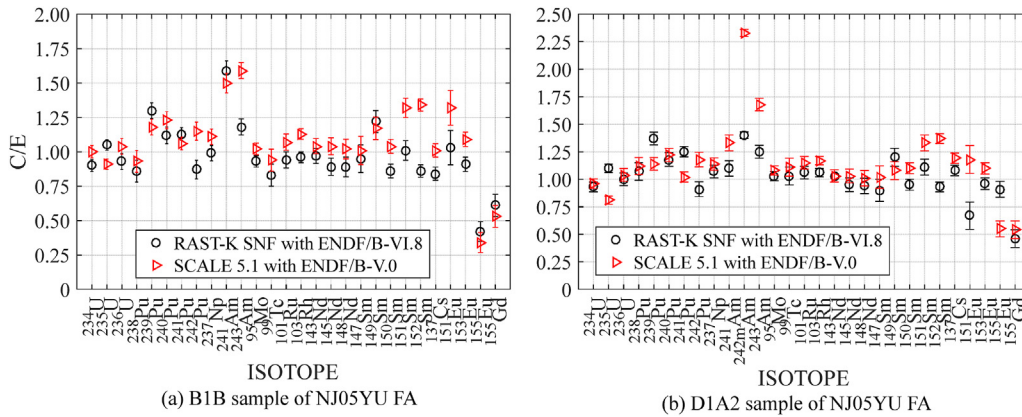 C/E
2.00
1.75
1.50
1.25
1.00
0.75
0.50
0.25
0
RAST-K SNF with ENDF/B-VI.8
SCALE 5.1 with ENDF/B-V.0
234U
235U
236U
238Pu
239Pu
240Pu
241Pu
242Pu
237Np
241Am
243Am
95Mo
99Tc
101Ru
103Rh
143Nd
145Nd
148Nd
147Sm
149Sm
150Sm
151Sm
152Sm
137Cs
151Eu
153Eu
155Eu
155Gd
ISOTOPE
(a) B1B sample of NJ05YU FA
2.50
2.25
2.00
1.75
1.50
1.25
1.00
0.75
0.50
0.25
0.00
RAST-K SNF with ENDF/B-VI.8
SCALE 5.1 with ENDF/B-V.0
234U
235U
236U
238Pu
239Pu
240Pu
241Pu
242Pu
237Np
241Am
242mAm
243Am
95Mo
99Tc
101Ru
103Rh
143Nd
145Nd
148Nd
147Sm
149Sm
150Sm
151Sm
152Sm
137Cs
151Eu
153Eu
155Eu
155Gd
ISOTOPE
(b) D1A2 sample of NJ05YU FA